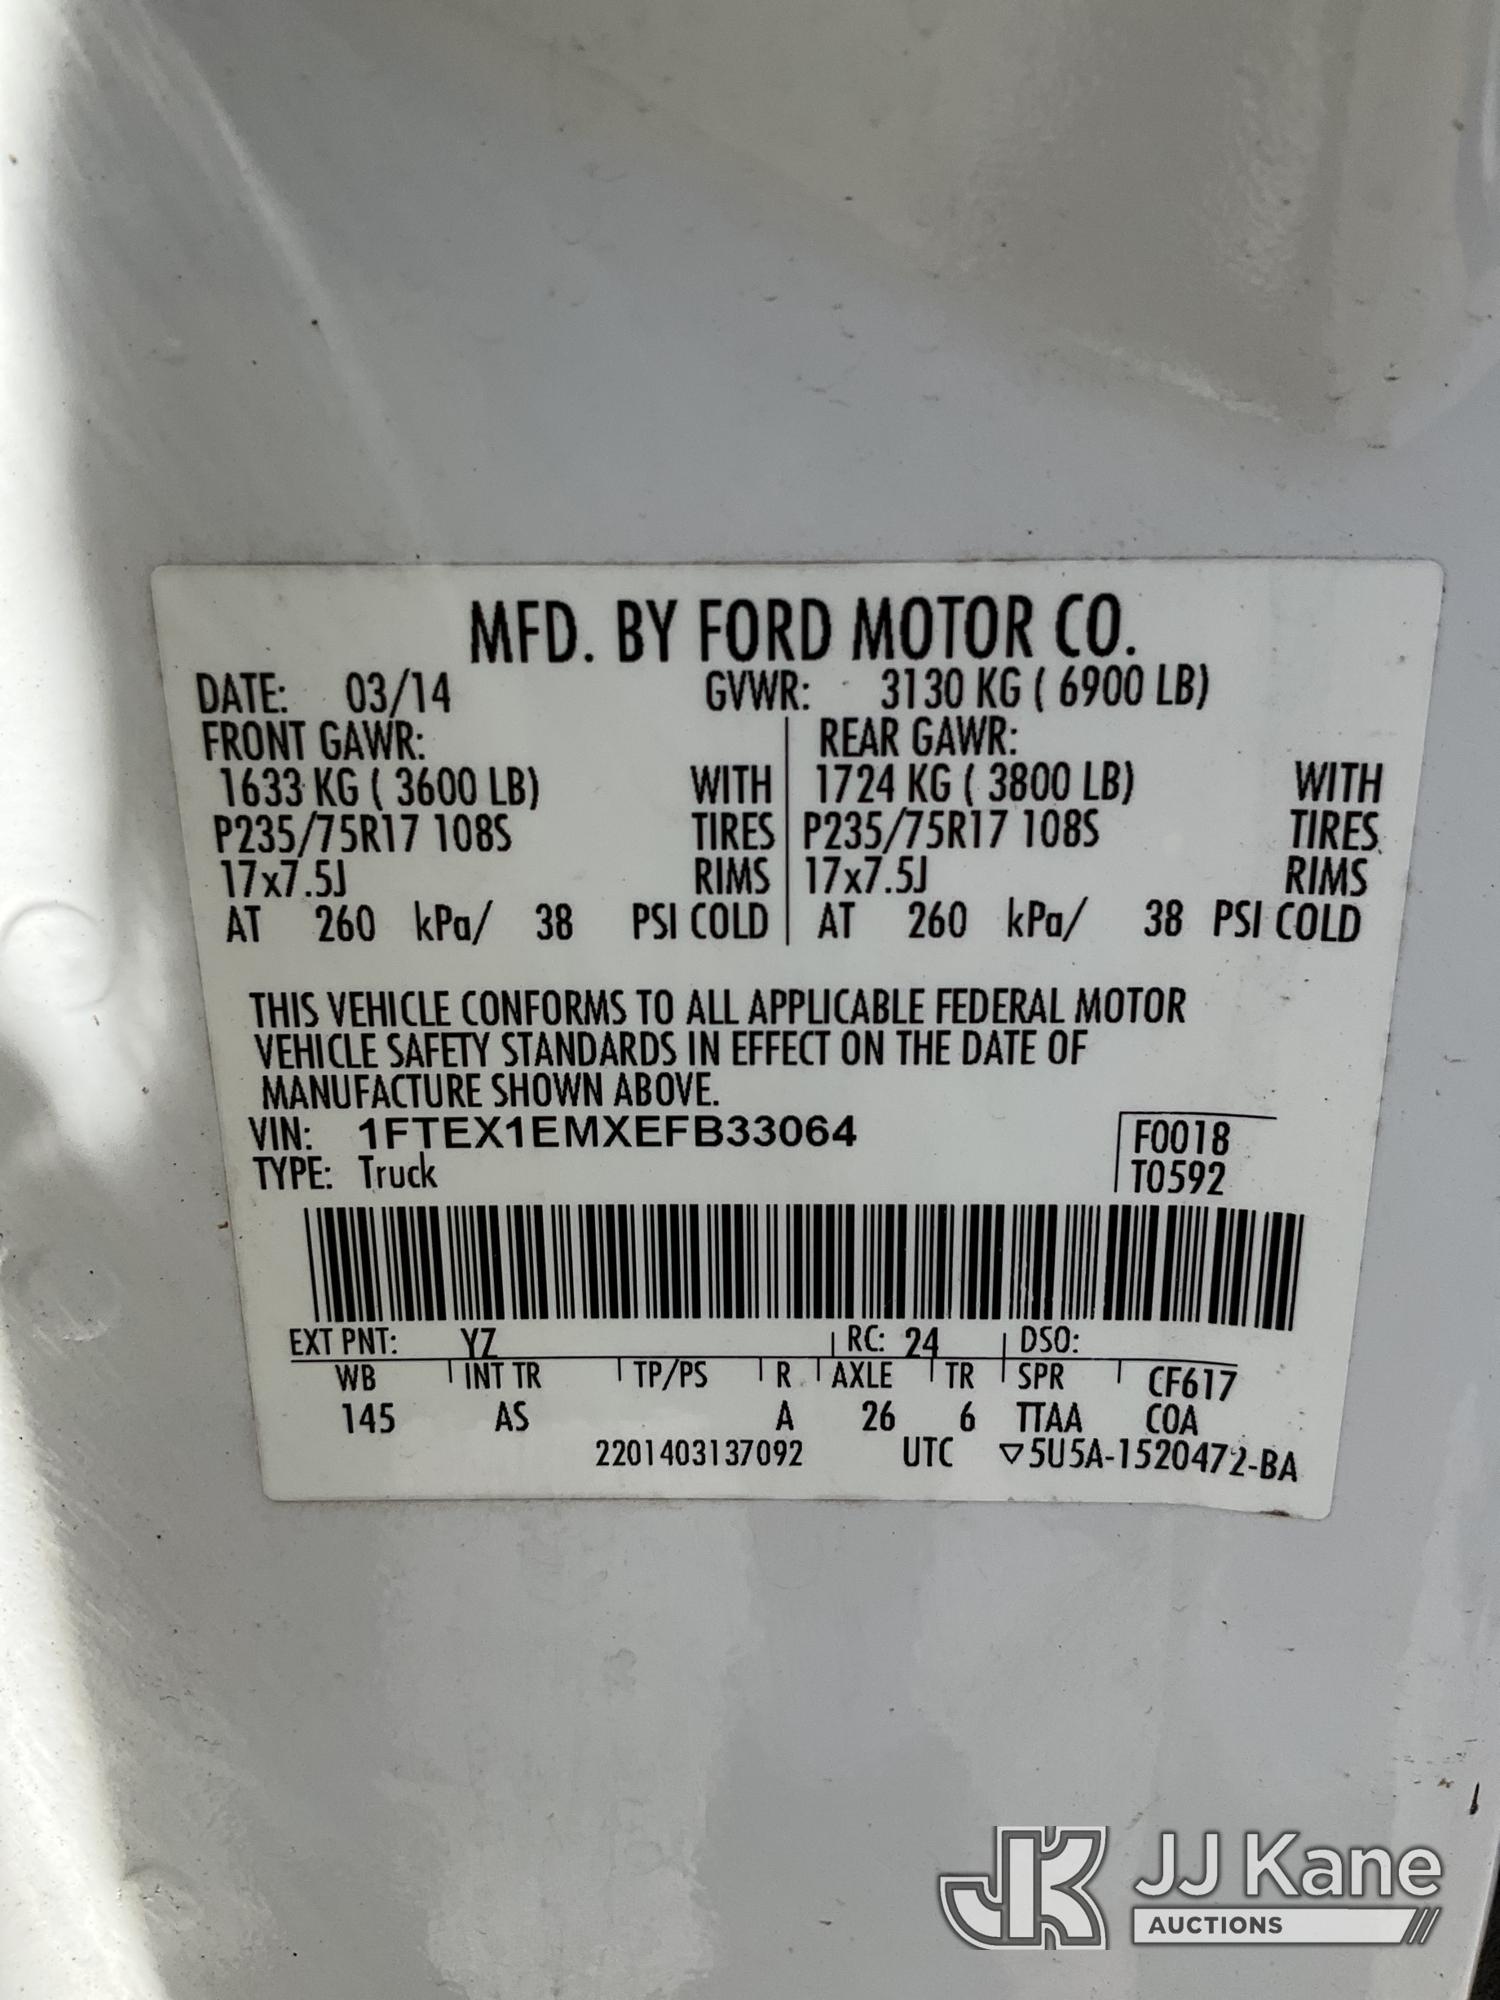 MFD. BY FORD MOTOR CO.
DATE: 03/14 GVWR: 3130 KG ( 6900 LB)
FRONT GAWR: REAR GAWR:
1633 KG ( 3600 LB) WITH 1724 KG ( 3800 LB) WITH
P235/75R17 108S TIRES P235/75R17 108S TIRES
17x7.5J RIMS 17x7.5J RIMS
AT 260 kPa/ 38 PSI COLD AT 260 kPa/ 38 PSI COLD
THIS VEHICLE CONFORMS TO ALL APPLICABLE FEDERAL MOTOR
VEHICLE SAFETY STANDARDS IN EFFECT ON THE DATE OF
MANUFACTURE SHOWN ABOVE.
VIN: 1FTEX1EMXEFB33064 F0018
TYPE: Truck T0592
EXT PNT: YZ RC: 24 DSO:
WB INT TR TP/PS R AXLE TR SPR CF617
145 AS A 26 6 TTAA COA
2201403137092 UTC ▽5U5A-1520472-BA
JJ Kane
AUCTIONS